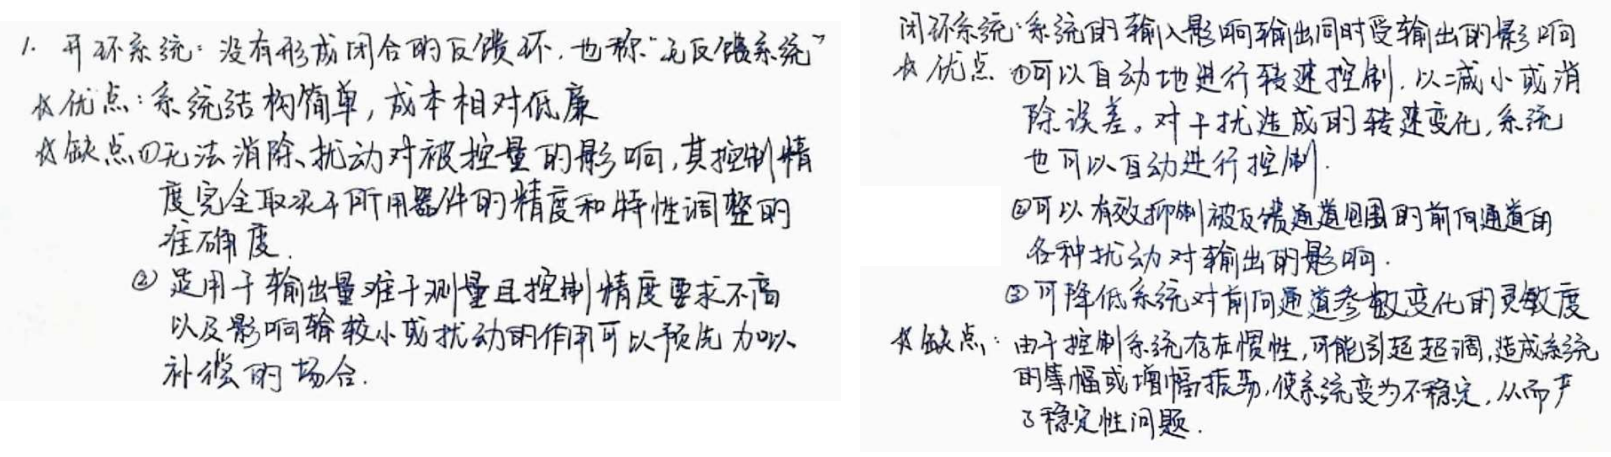 1. 开环系统：没有形成闭合的反馈环，也称“无反馈系统”
优点：系统结构简单，成本相对低廉
缺点①无法消除、扰动对被控量的影响，其控制精
度完全取决于所用器件的精度和特性调整的
准确度.
② 适用于输出量难于测量且控制精度要求不高
以及影响输较小或扰动的作用可以预先加以
补偿的场合.
闭环系统：系统的输入影响输出同时受输出的影响
优点 ①可以自动地进行转速控制，以减小或消
除误差。对干扰造成的转速变化，系统
也可以自动进行控制.
②可以有效抑制被反馈通道包围的前向通道的
各种扰动对输出的影响.
③可降低系统对前向通道参数变化的灵敏度
缺点：由于控制系统存在惯性，可能引起超调，造成系统
的等幅或增幅振荡，使系统变为不稳定，从而产
了稳定性问题.